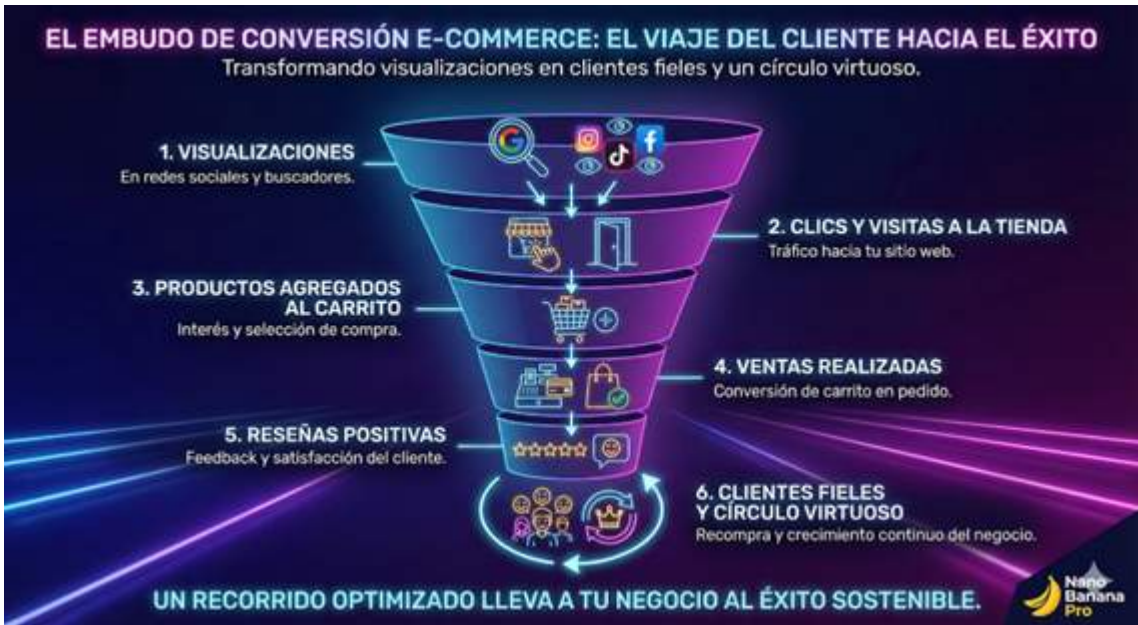 EL EMBUDO DE CONVERSIÓN E-COMMERCE: EL VIAJE DEL CLIENTE HACIA EL ÉXITO
Transformando visualizaciones en clientes fieles y un círculo virtuoso.
1. VISUALIZACIONES
En redes sociales y buscadores.
2. CLICS Y VISITAS A LA TIENDA
Tráfico hacia tu sitio web.
3. PRODUCTOS AGREGADOS
AL CARRITO
Interés y selección de compra.
4. VENTAS REALIZADAS
Conversión de carrito en pedido.
5. RESEÑAS POSITIVAS
Feedback y satisfacción del cliente.
6. CLIENTES FIELES
Y CÍRCULO VIRTUOSO
Recompra y crecimiento continuo del negocio.
UN RECORRIDO OPTIMIZADO LLEVA A TU NEGOCIO AL ÉXITO SOSTENIBLE.
Nano
Banana
Pro